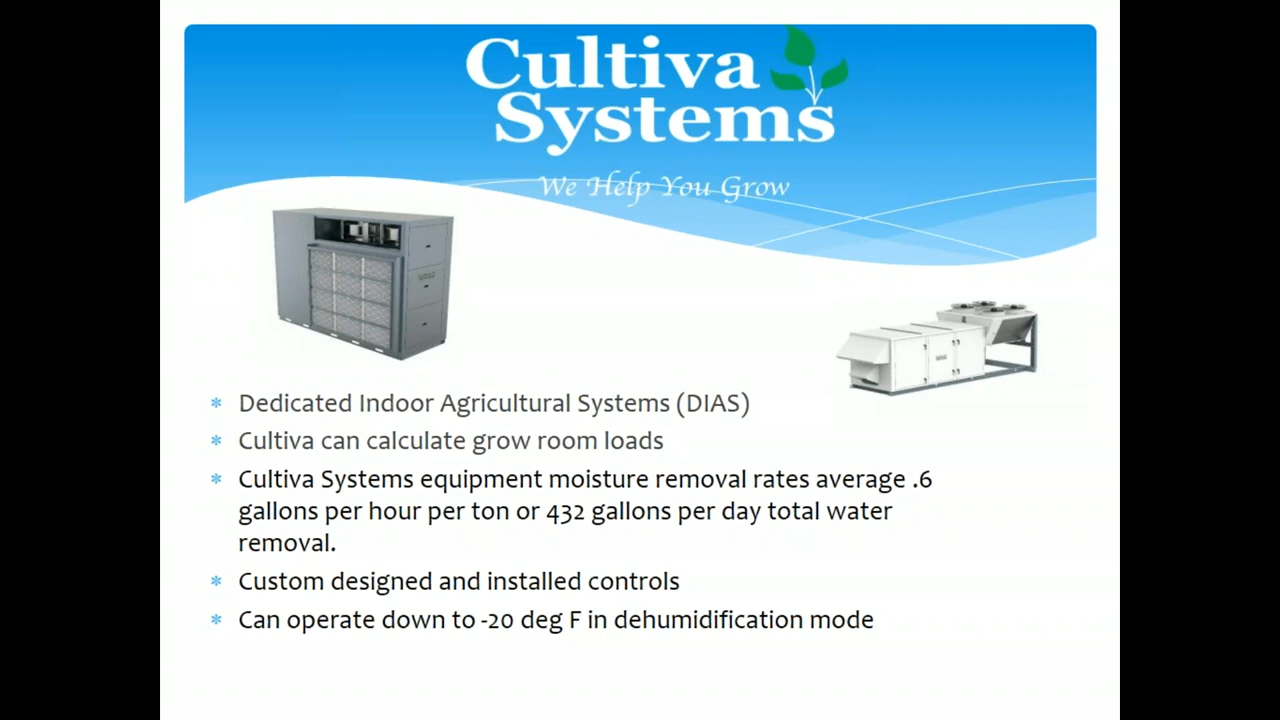 Cultiva
Systems
We Help You Grow
* Dedicated Indoor Agricultural Systems (DIAS)
* Cultiva can calculate grow room loads
* Cultiva Systems equipment moisture removal rates average .6
gallons per hour per ton or 432 gallons per day total water
removal.
* Custom designed and installed controls
* Can operate down to -20 deg F in dehumidification mode